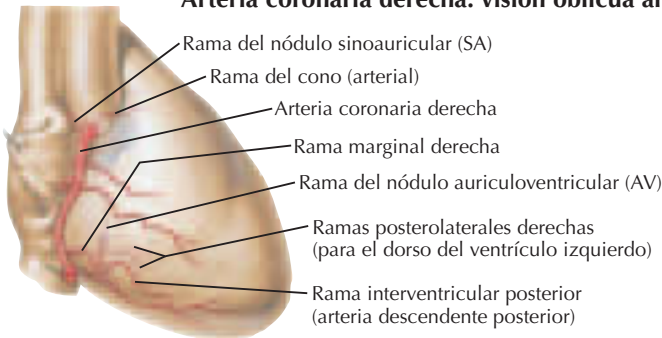 Arteria coronaria derecha: visión oblicua
Rama del nódulo sinoauricular (SA)
Rama del cono (arterial)
Arteria coronaria derecha
Rama marginal derecha
Rama del nódulo auriculoventricular (AV)
Ramas posterolaterales derechas
(para el dorso del ventrículo izquierdo)
Rama interventricular posterior
(arteria descendente posterior)